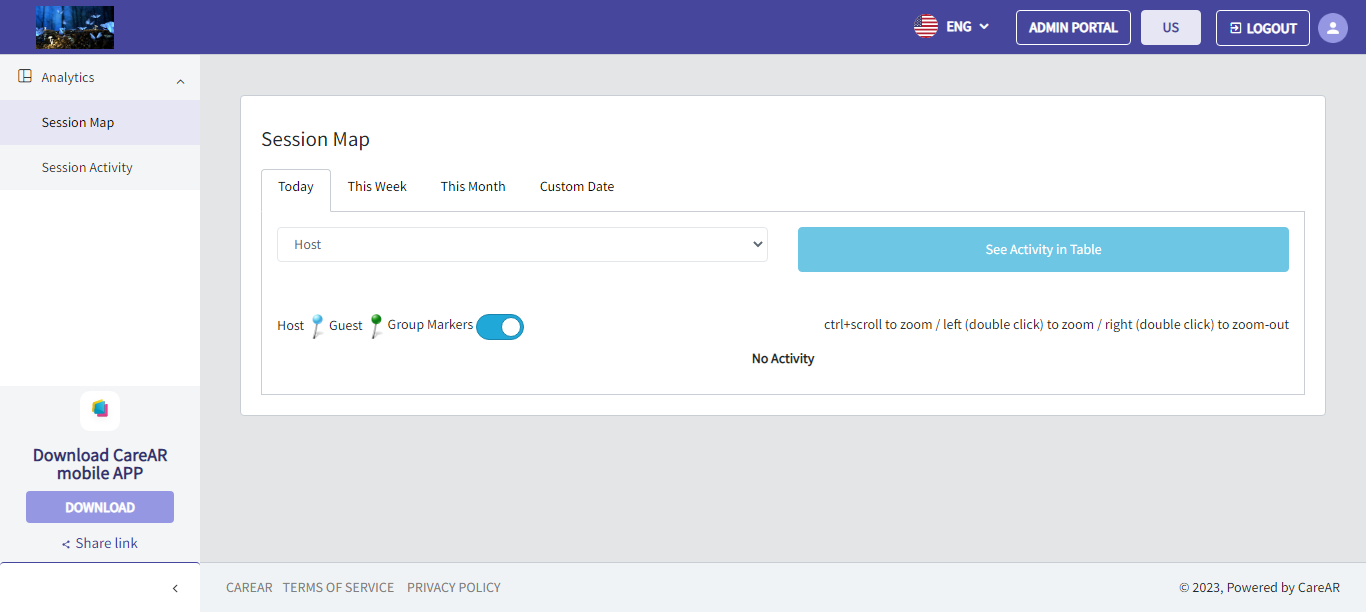 ENG
ADMIN PORTAL
US
LOGOUT
Analytics
Session Map
Session Activity
Session Map
Today
This Week
This Month
Custom Date
Host
See Activity in Table
Host
Guest
Group Markers
ctrl+scroll to zoom / left (double click) to zoom / right (double click) to zoom-out
No Activity
Download CareAR
mobile APP
DOWNLOAD
Share link
CAREAR
TERMS OF SERVICE
PRIVACY POLICY
© 2023, Powered by CareAR